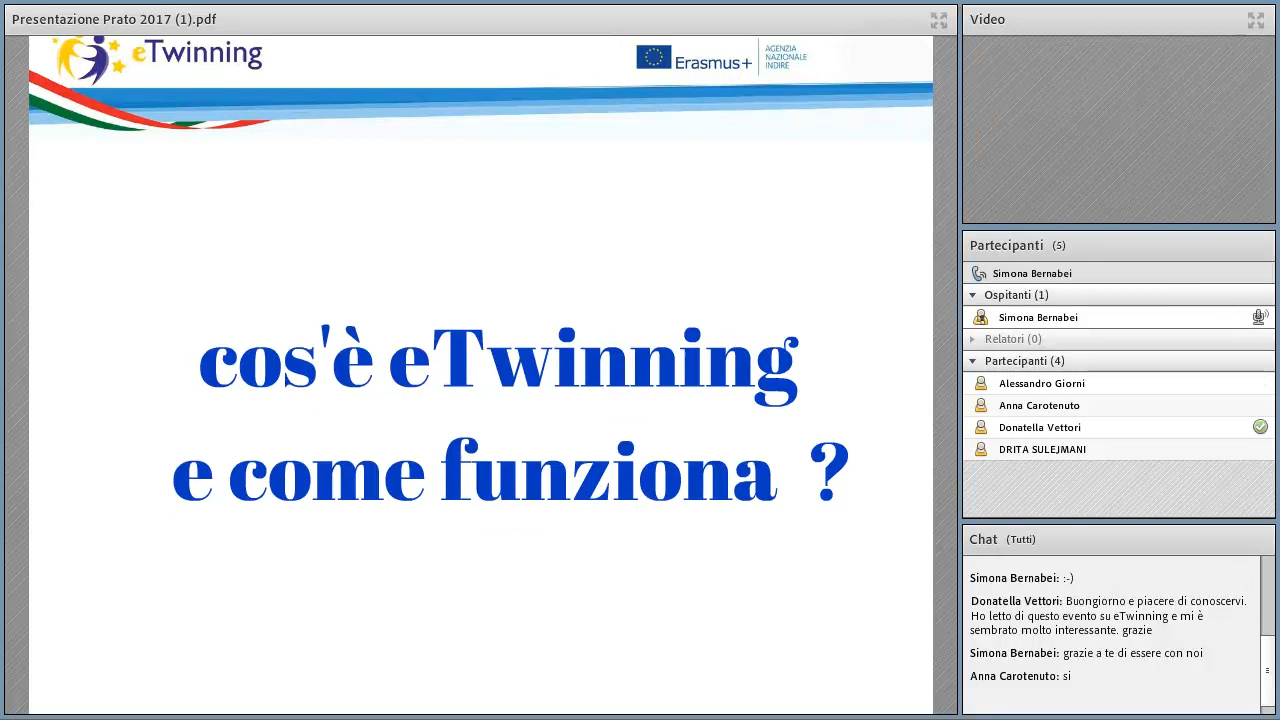 Presentazione Prato 2017 (1).pdf
eTwinning
Erasmus+
AGENZIA
NAZIONALE
INDIRE
cos'è eTwinning
e come funziona ?
Video
Partecipanti (5)
Simona Bernabei
Ospitanti (1)
Simona Bernabei
Relatori (0)
Partecipanti (4)
Alessandro Giorni
Anna Carotenuto
Donatella Vettori
DRITA SULEJMANI
Chat (Tutti)
Simona Bernabei: :-)
Donatella Vettori: Buongiorno e piacere di conoscervi.
Ho letto di questo evento su eTwinning e mi è
sembrato molto interessante. grazie
Simona Bernabei: grazie a te di essere con noi
Anna Carotenuto: si